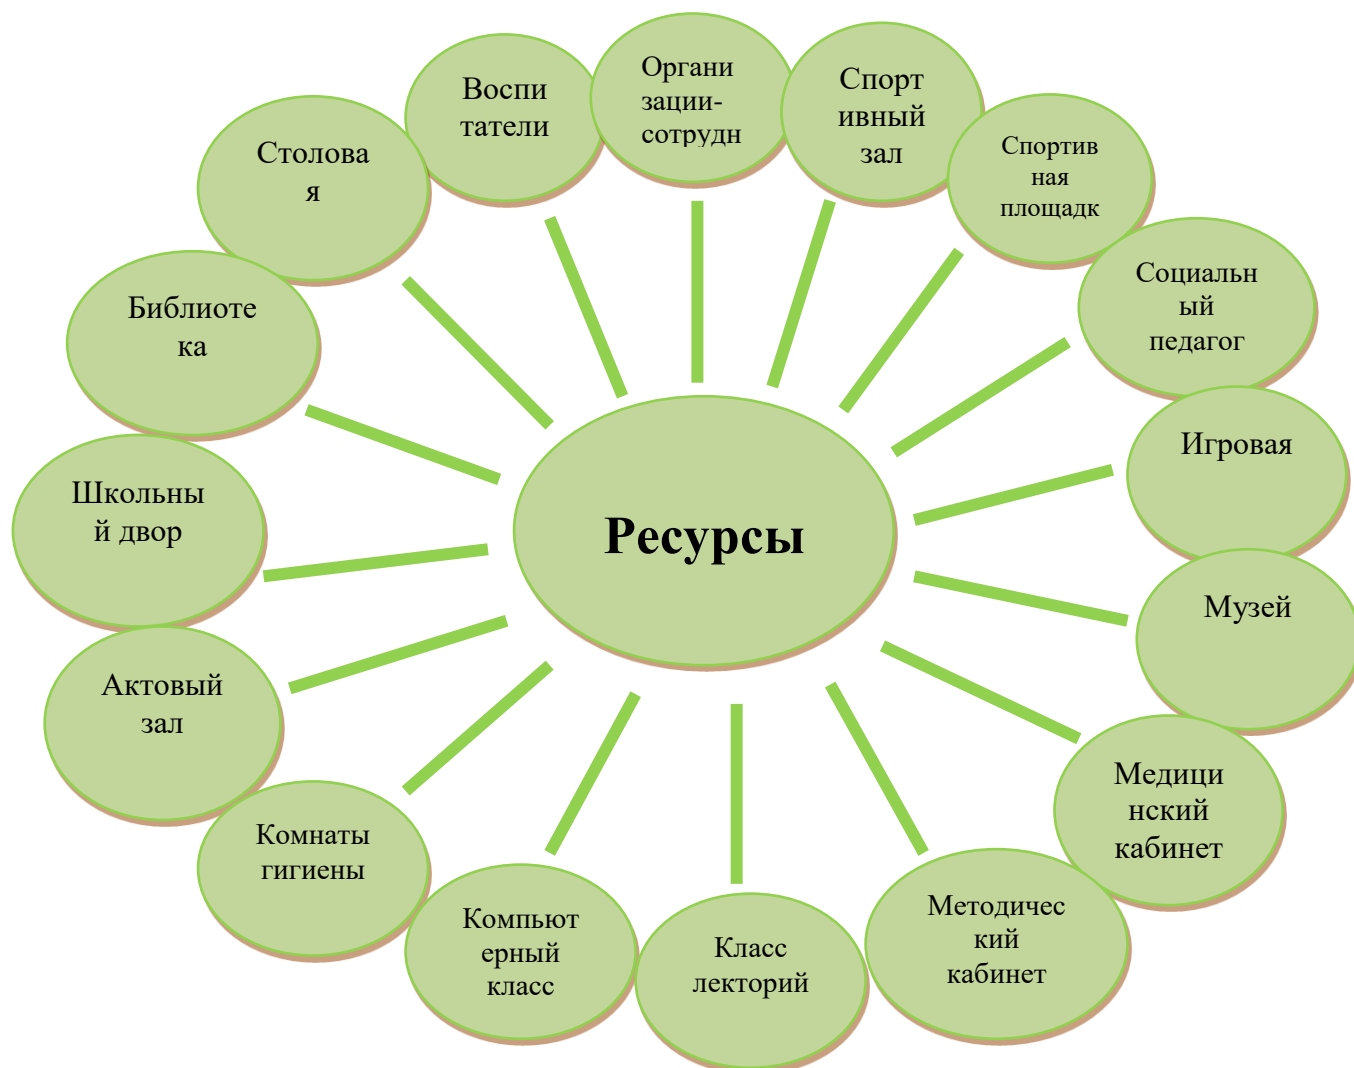 Воспи
татели
Органи
зации-
сотрудн
Спорт
ивный
зал
Спортив
ная
площадк
Столова
я
Социальн
ый
педагог
Библиоте
ка
Игровая
Школьны
й двор
Ресурсы
Музей
Актовый
зал
Медици
нский
кабинет
Комнаты
гигиены
Компьют
ерный
класс
Класс
лекторий
Методичес
кий
кабинет